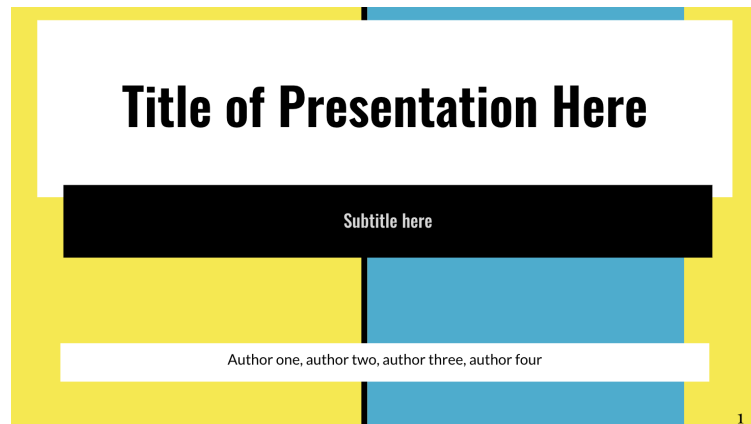 Title of Presentation Here
Subtitle here
Author one, author two, author three, author four
1